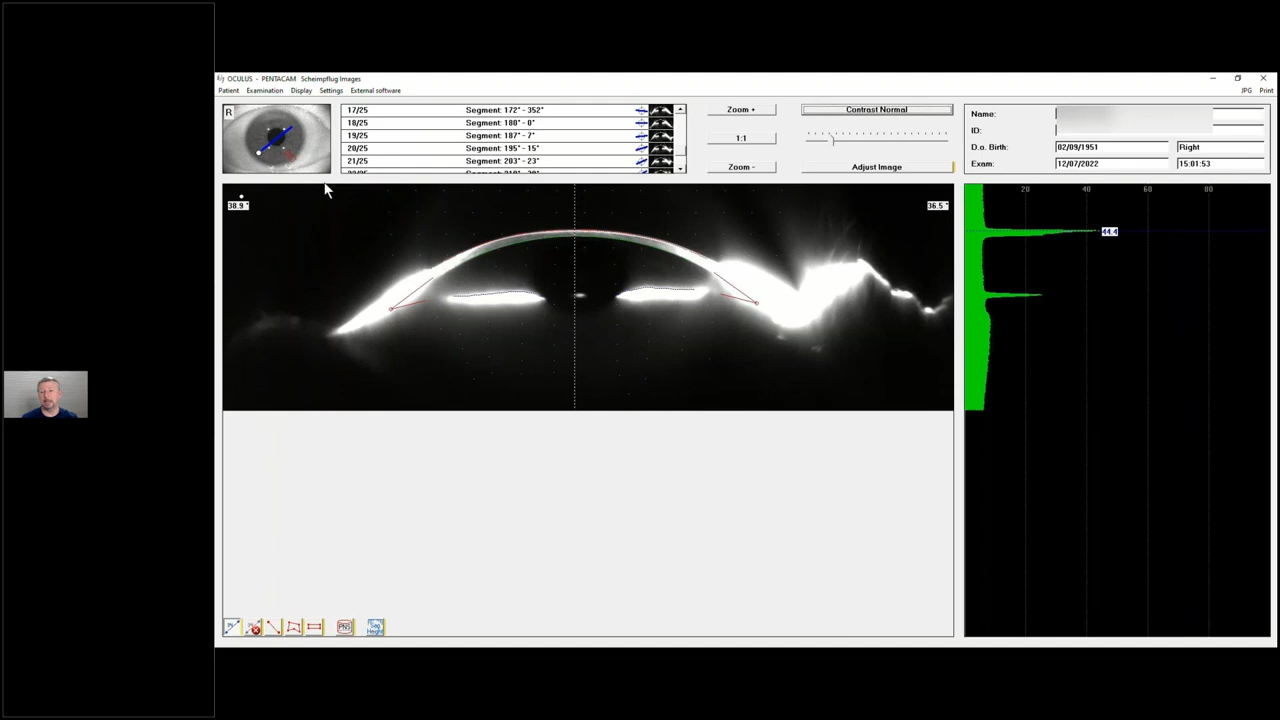 OCULUS - PENTACAM Scheimpflug Images
Patient Examination Display Settings External software JPG Print
R
17/25 Segment: 172° - 352°
18/25 Segment: 180° - 0°
19/25 Segment: 187° - 7°
20/25 Segment: 195° - 15°
21/25 Segment: 203° - 23°
Zoom +
1:1
Zoom -
Contrast Normal
Adjust Image
Name:
ID:
D.o. Birth: 02/09/1951 Right
Exam: 12/07/2022 15:01:53
38.9 ° 36.5 °
20 40 60 80
44.4
PNS
Sag Height